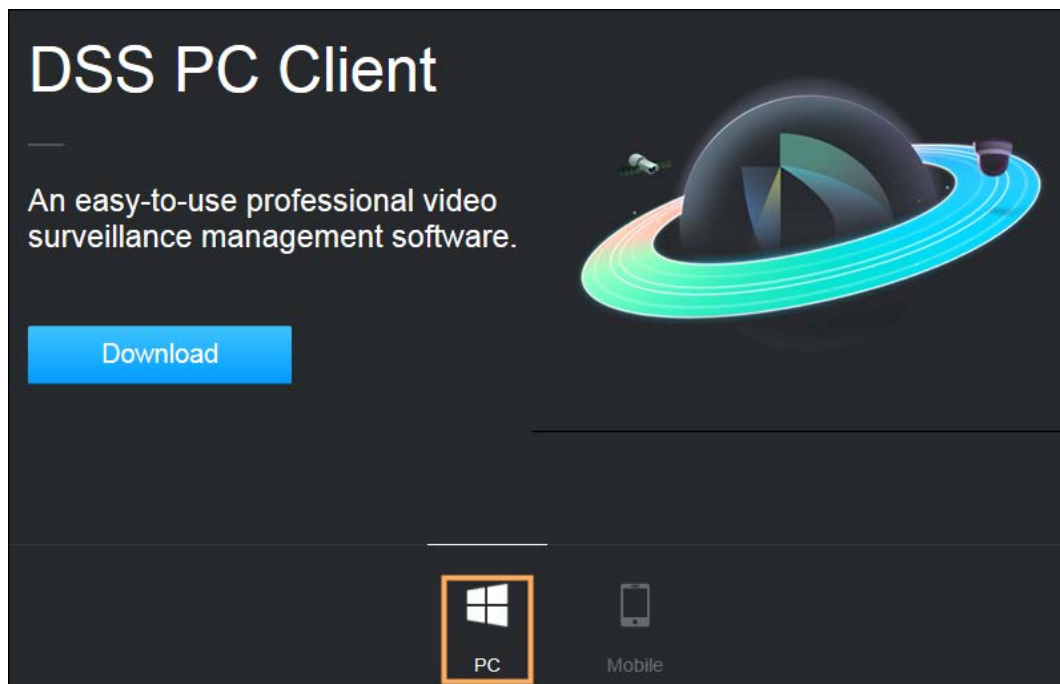 DSS PC Client
An easy-to-use professional video
surveillance management software.
Download
PC
Mobile